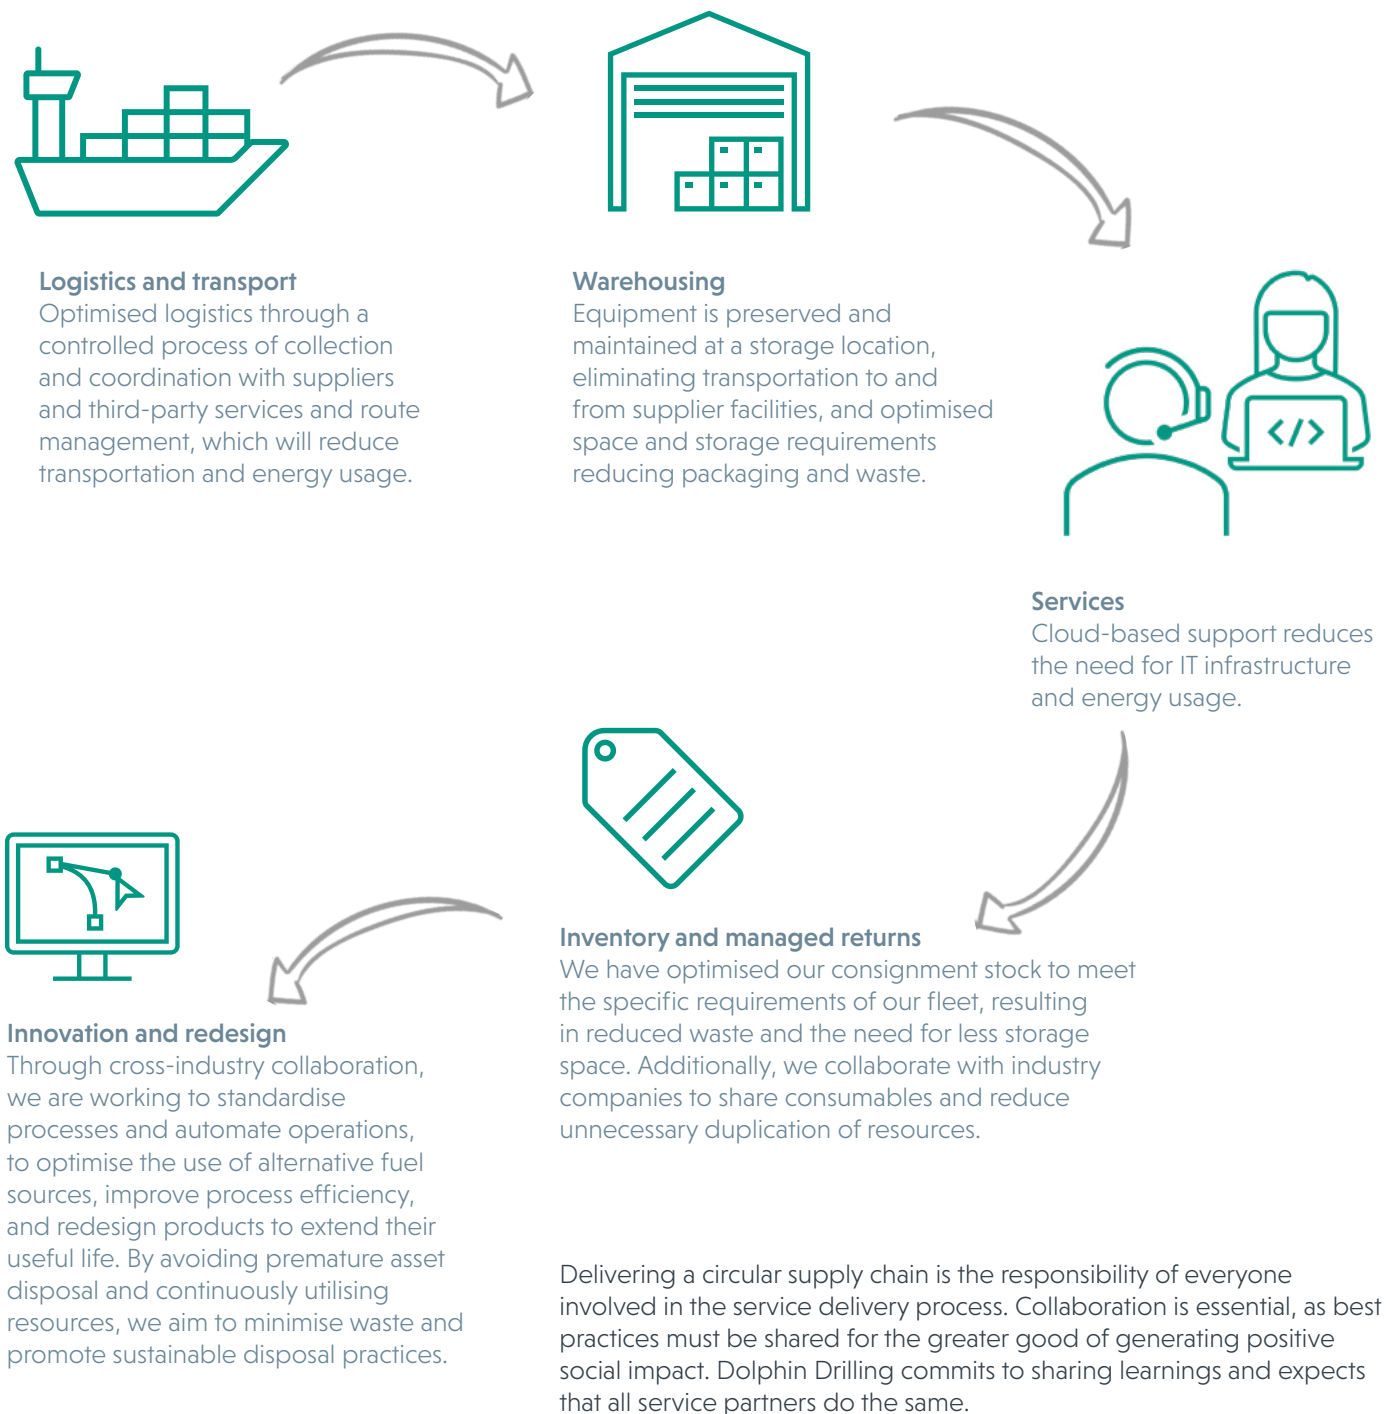 Logistics and transport
Optimised logistics through a
controlled process of collection
and coordination with suppliers
and third-party services and route
management, which will reduce
transportation and energy usage.
Warehousing
Equipment is preserved and
maintained at a storage location,
eliminating transportation to and
from supplier facilities, and optimised
space and storage requirements
reducing packaging and waste.
</>
Services
Cloud-based support reduces
the need for IT infrastructure
and energy usage.
Inventory and managed returns
We have optimised our consignment stock to meet
the specific requirements of our fleet, resulting
in reduced waste and the need for less storage
space. Additionally, we collaborate with industry
companies to share consumables and reduce
unnecessary duplication of resources.
Innovation and redesign
Through cross-industry collaboration,
we are working to standardise
processes and automate operations,
to optimise the use of alternative fuel
sources, improve process efficiency,
and redesign products to extend their
useful life. By avoiding premature asset
disposal and continuously utilising
resources, we aim to minimise waste and
promote sustainable disposal practices.
Delivering a circular supply chain is the responsibility of everyone
involved in the service delivery process. Collaboration is essential, as best
practices must be shared for the greater good of generating positive
social impact. Dolphin Drilling commits to sharing learnings and expects
that all service partners do the same.